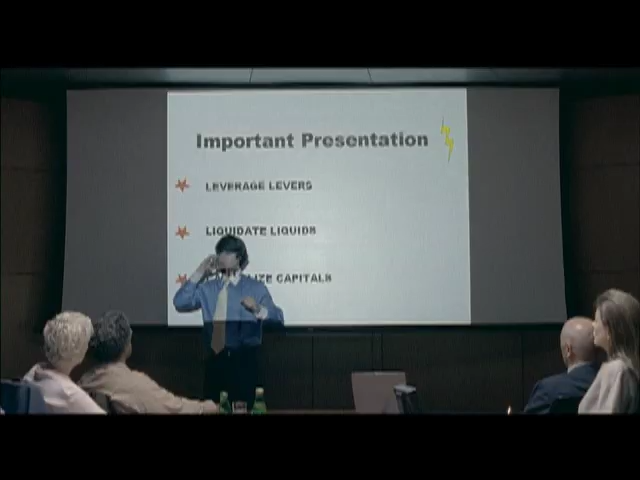 Important Presentation
LEVERAGE LEVERS
LIQUIDATE LIQUIDS
CAPITALS